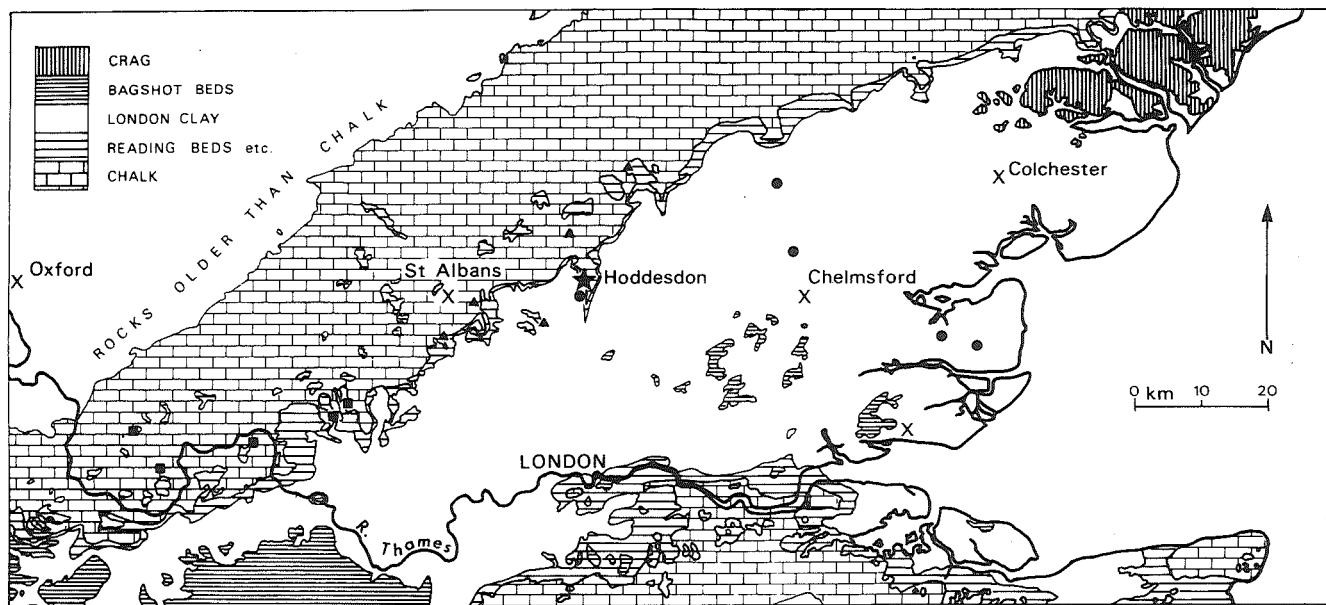 CRAG
BAGSHOT BEDS
LONDON CLAY
READING BEDS etc.
CHALK
ROCKS OLDER THAN CHALK
X Oxford
St Albans
X
Hoddesdon
Chelmsford
X
X Colchester
N
0 km 10 20
X
LONDON
R. Thames